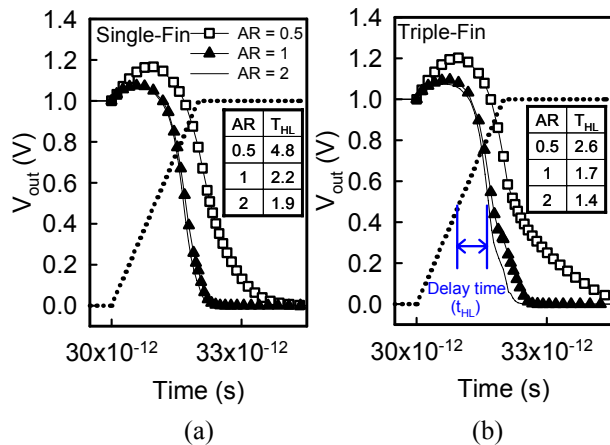 Single-Fin
AR = 0.5
AR = 1
AR = 2
AR T_HL
0.5 4.8
1 2.2
2 1.9
V_out (V)
1.4
1.2
1.0
0.8
0.6
0.4
0.2
0.0
30x10^-12 33x10^-12
Time (s)
(a)
Triple-Fin
AR T_HL
0.5 2.6
1 1.7
2 1.4
Delay time
(t_HL)
V_out (V)
1.4
1.2
1.0
0.8
0.6
0.4
0.2
0.0
30x10^-12 33x10^-12
Time (s)
(b)